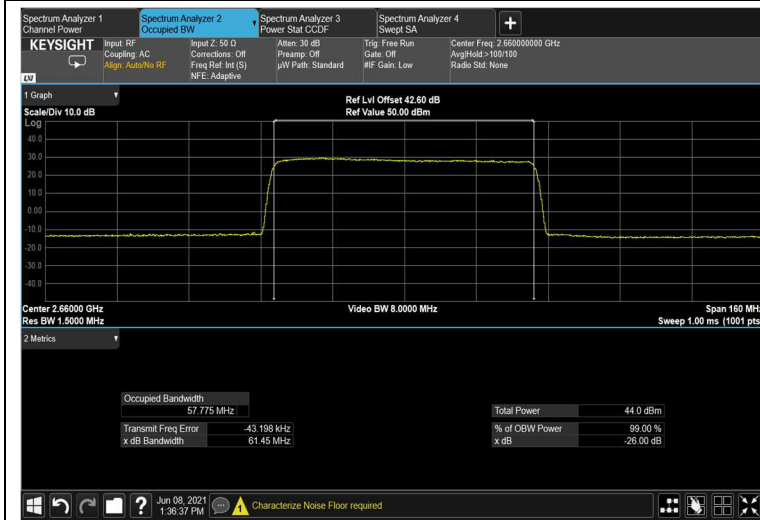 Spectrum Analyzer 1
Channel Power
Spectrum Analyzer 2
Occupied BW
Spectrum Analyzer 3
Power Stat CCDF
Spectrum Analyzer 4
Swept SA
KEYSIGHT
Input: RF
Coupling: AC
Align: Auto/No RF
Input Z: 50 Ω
Corrections: Off
Freq Ref: Int (S)
NFE: Adaptive
Atten: 30 dB
Preamp: Off
µW Path: Standard
Trig: Free Run
Gate: Off
#IF Gain: Low
Center Freq: 2.660000000 GHz
Avg|Hold:>100/100
Radio Std: None
LXI
1 Graph
Scale/Div 10.0 dB
Ref Lvl Offset 42.60 dB
Ref Value 50.00 dBm
Log
40.0
30.0
20.0
10.0
0.00
-10.0
-20.0
-30.0
-40.0
Center 2.66000 GHz
Res BW 1.5000 MHz
Video BW 8.0000 MHz
Span 160 MHz
Sweep 1.00 ms (1001 pts
2 Metrics
Occupied Bandwidth
57.775 MHz
Transmit Freq Error -43.198 kHz
x dB Bandwidth 61.45 MHz
Total Power 44.0 dBm
% of OBW Power 99.00 %
x dB -26.00 dB
? Jun 08, 2021
1:36:37 PM
1
Characterize Noise Floor required